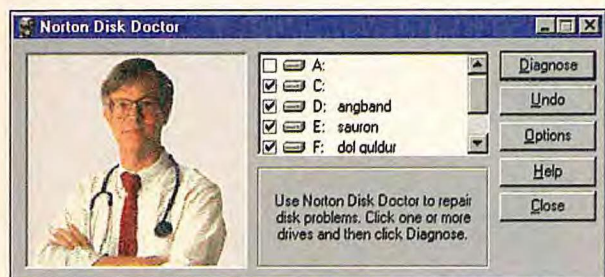 Norton Disk Doctor
A:
C:
D: angband
E: sauron
F: dol guldur
Use Norton Disk Doctor to repair
disk problems. Click one or more
drives and then click Diagnose.
Diagnose
Undo
Options
Help
Close